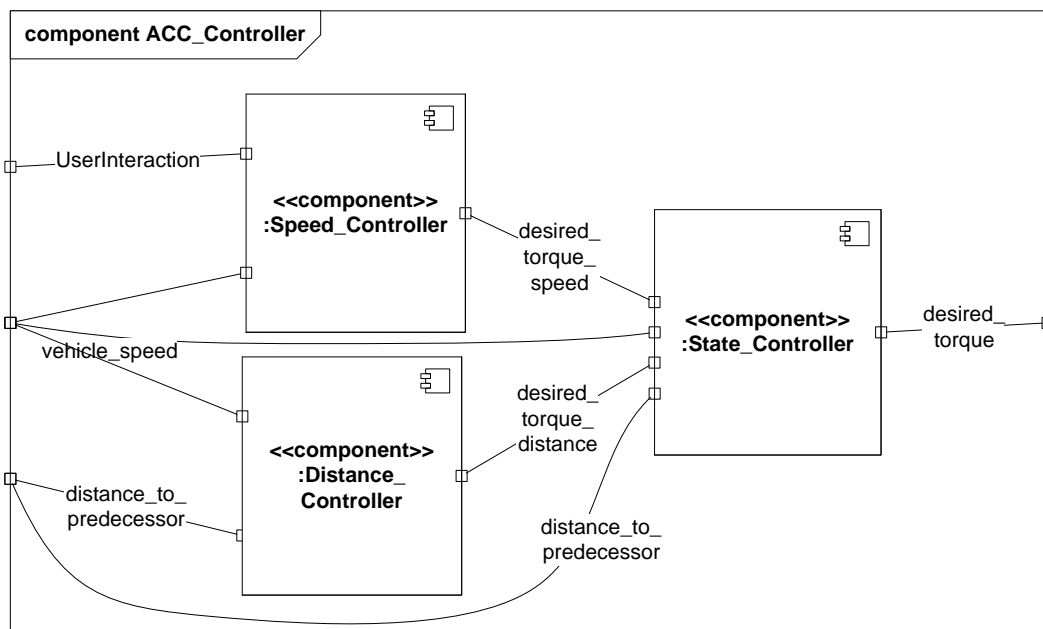 component ACC_Controller
UserInteraction
<<component>>
:Speed_Controller
desired_
torque_
speed
vehicle_speed
<<component>>
:State_Controller
desired_
torque
<<component>>
:Distance_
Controller
desired_
torque_
distance
distance_to_
predecessor
distance_to_
predecessor